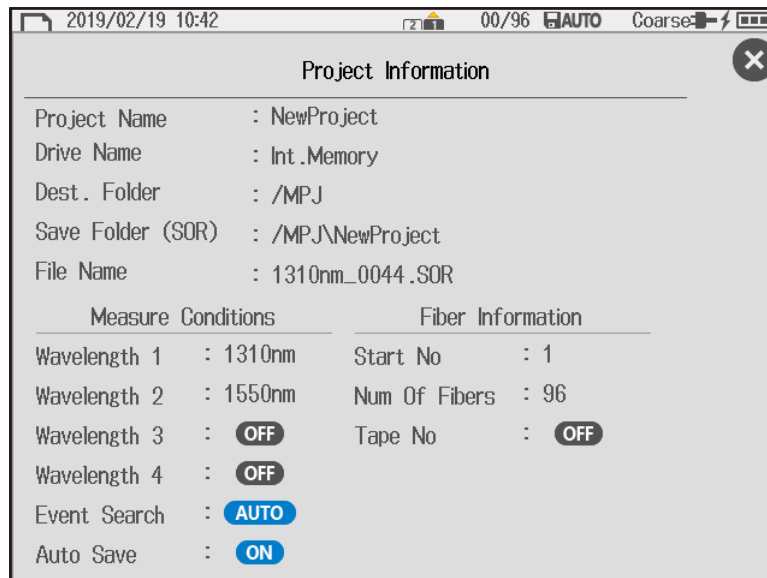 2019/02/19 10:42 2 1 00/96 AUTO Coarse
Project Information
Project Name : NewProject
Drive Name : Int.Memory
Dest. Folder : /MPJ
Save Folder (SOR) : /MPJ\NewProject
File Name : 1310nm_0044.SOR
Measure Conditions
Wavelength 1 : 1310nm
Wavelength 2 : 1550nm
Wavelength 3 : OFF
Wavelength 4 : OFF
Event Search : AUTO
Auto Save : ON
Fiber Information
Start No : 1
Num Of Fibers : 96
Tape No : OFF